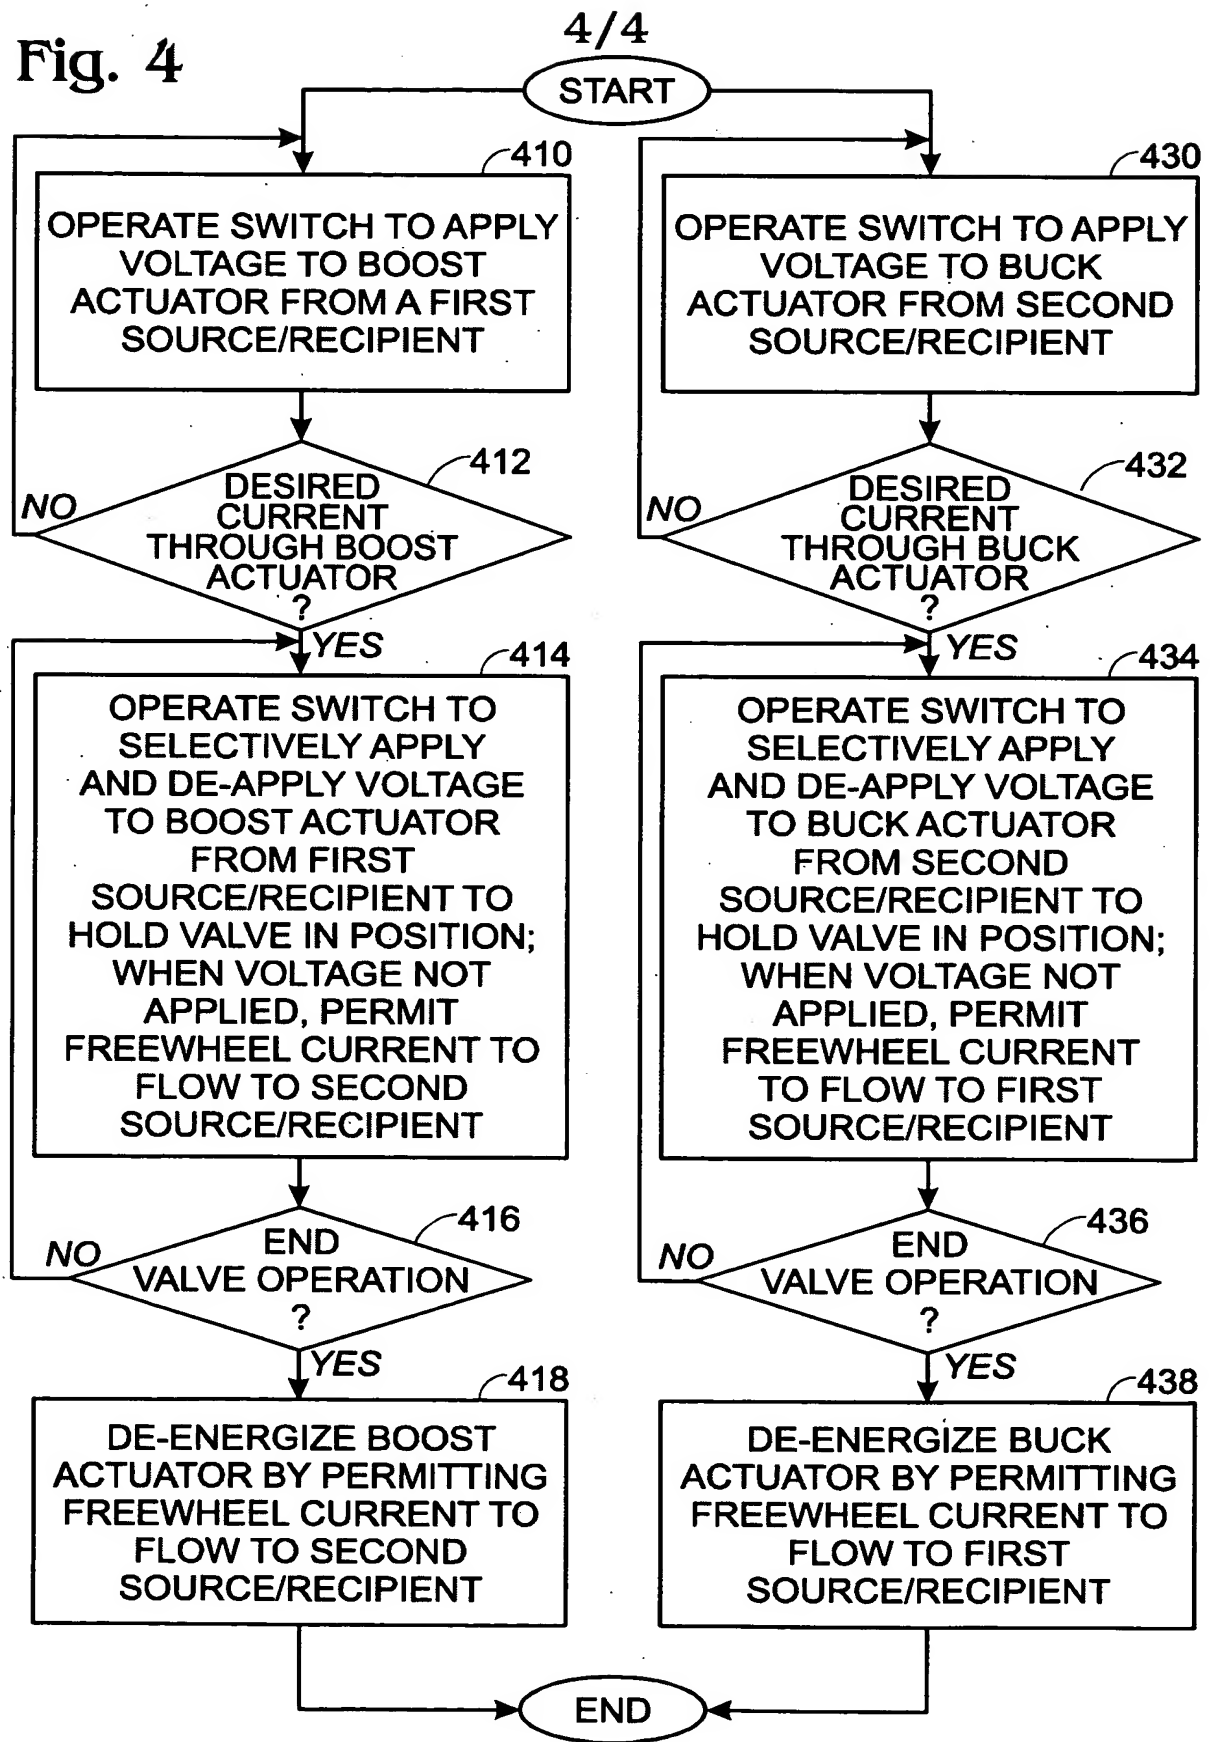 Fig. 4
4/4
START
410
OPERATE SWITCH TO APPLY
VOLTAGE TO BOOST
ACTUATOR FROM A FIRST
SOURCE/RECIPIENT
412
DESIRED
CURRENT
THROUGH BOOST
ACTUATOR
?
NO
YES
414
OPERATE SWITCH TO
SELECTIVELY APPLY
AND DE-APPLY VOLTAGE
TO BOOST ACTUATOR
FROM FIRST
SOURCE/RECIPIENT TO
HOLD VALVE IN POSITION;
WHEN VOLTAGE NOT
APPLIED, PERMIT
FREEWHEEL CURRENT TO
FLOW TO SECOND
SOURCE/RECIPIENT
416
END
VALVE OPERATION
?
NO
YES
418
DE-ENERGIZE BOOST
ACTUATOR BY PERMITTING
FREEWHEEL CURRENT TO
FLOW TO SECOND
SOURCE/RECIPIENT
430
OPERATE SWITCH TO APPLY
VOLTAGE TO BUCK
ACTUATOR FROM SECOND
SOURCE/RECIPIENT
432
DESIRED
CURRENT
THROUGH BUCK
ACTUATOR
?
NO
YES
434
OPERATE SWITCH TO
SELECTIVELY APPLY
AND DE-APPLY VOLTAGE
TO BUCK ACTUATOR
FROM SECOND
SOURCE/RECIPIENT TO
HOLD VALVE IN POSITION;
WHEN VOLTAGE NOT
APPLIED, PERMIT
FREEWHEEL CURRENT
TO FLOW TO FIRST
SOURCE/RECIPIENT
436
END
VALVE OPERATION
?
NO
YES
438
DE-ENERGIZE BUCK
ACTUATOR BY PERMITTING
FREEWHEEL CURRENT TO
FLOW TO FIRST
SOURCE/RECIPIENT
END